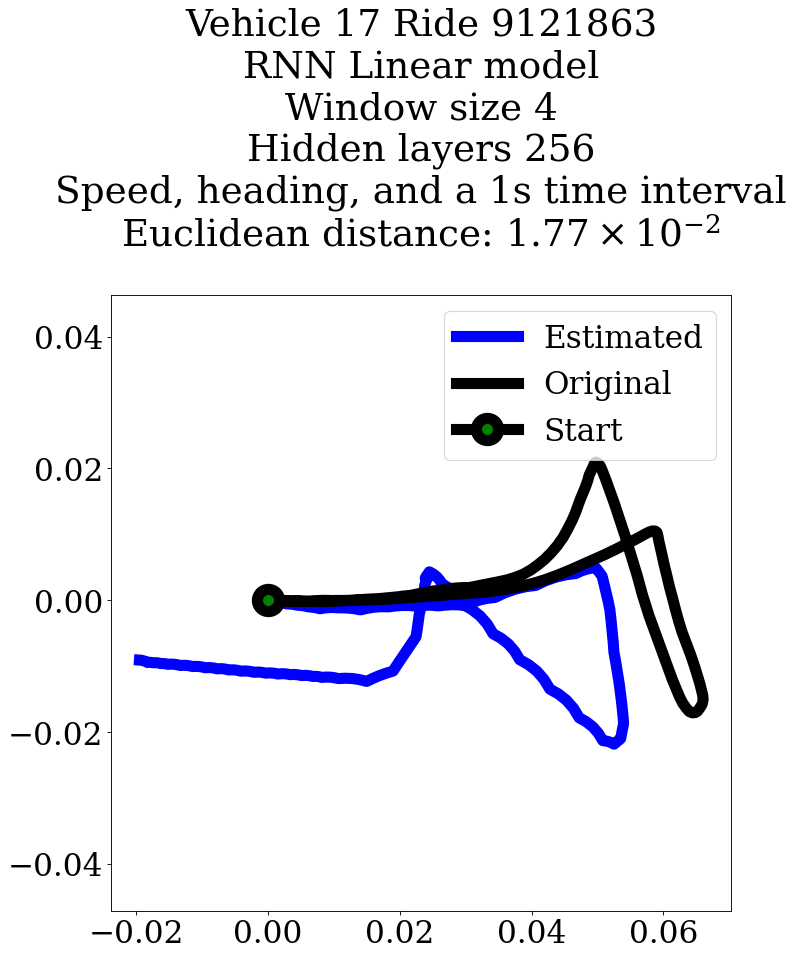 Vehicle 17 Ride 9121863
RNN Linear model
Window size 4
Hidden layers 256
Speed, heading, and a 1s time interval
Euclidean distance: 1.77 × 10⁻²
Estimated
Original
Start
0.04
0.02
0.00
−0.02
−0.04
−0.02 0.00 0.02 0.04 0.06